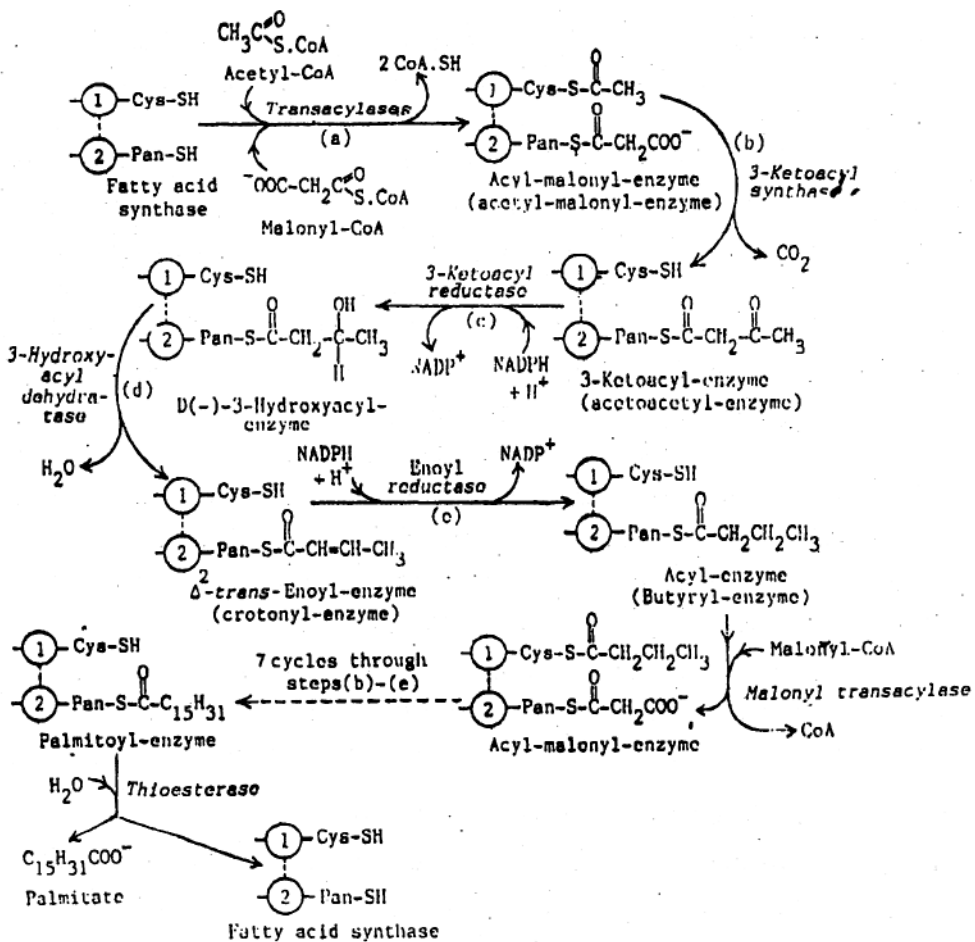 CH3C
O
S.CoA
Acetyl-CoA
2 CoA.SH
1
Cys-SH
2
Pan-SH
Fatty acid
synthase
Transacylases
(a)
⁻OOC-CH2C
O
S.CoA
Malonyl-CoA
O
1
Cys-S-C-CH3
O
2
Pan-S-C-CH2COO⁻
Acyl-malonyl-enzyme
(acetyl-malonyl-enzyme)
(b)
3-Ketoacyl
synthase
CO2
1
Cys-SH
O O
2
Pan-S-C-CH2-C-CH3
3-Ketoacyl-enzyme
(acetoacetyl-enzyme)
3-Ketoacyl
reductase
(c)
NADP⁺
NADPH
+ H⁺
1
Cys-SH
O OH
2
Pan-S-C-CH2-C-CH3
H
D(-)-3-Hydroxyacyl-
enzyme
3-Hydroxy-
acyl
dehydra-
tase
(d)
H2O
1
Cys-SH
O
2
Pan-S-C-CH=CH-CH3
Δ²-trans-Enoyl-enzyme
(crotonyl-enzyme)
NADPH
+ H⁺
Enoyl
reductase
(e)
NADP⁺
1
Cys-SH
O
2
Pan-S-C-CH2CH2CH3
Acyl-enzyme
(Butyryl-enzyme)
Malonyl-CoA
Malonyl transacylase
CoA
O
1
Cys-S-C-CH2CH2CH3
O
2
Pan-S-C-CH2COO⁻
Acyl-malonyl-enzyme
7 cycles through
steps(b)-(e)
1
Cys-SH
O
2
Pan-S-C-C15H31
Palmitoyl-enzyme
H2O
Thioesterase
C15H31COO⁻
Palmitate
1
Cys-SH
2
Pan-SH
Fatty acid synthase